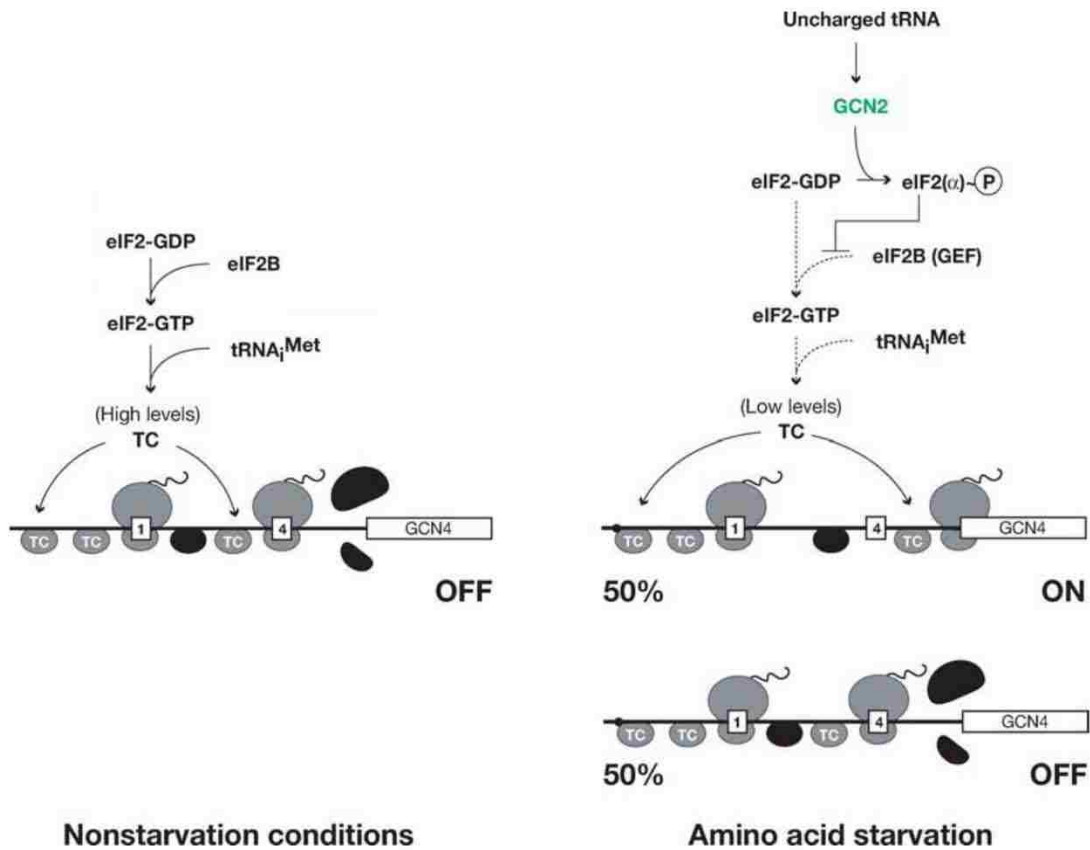 eIF2-GDP
eIF2B
eIF2-GTP
tRNAiMet
(High levels)
TC
1
4
TC
TC
TC
GCN4
OFF
Nonstarvation conditions
Uncharged tRNA
GCN2
eIF2-GDP
eIF2(α)~P
eIF2B (GEF)
eIF2-GTP
tRNAiMet
(Low levels)
TC
1
4
TC
TC
TC
GCN4
50%
ON
1
4
TC
TC
TC
GCN4
50%
OFF
Amino acid starvation